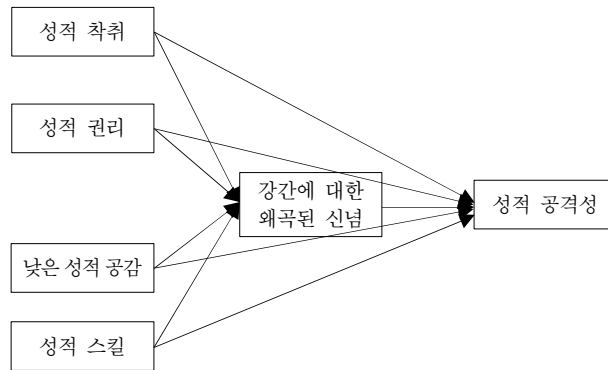 성적 착취
성적 권리
강간에 대한
왜곡된 신념
성적 공격성
낮은 성적 공감
성적 스킬